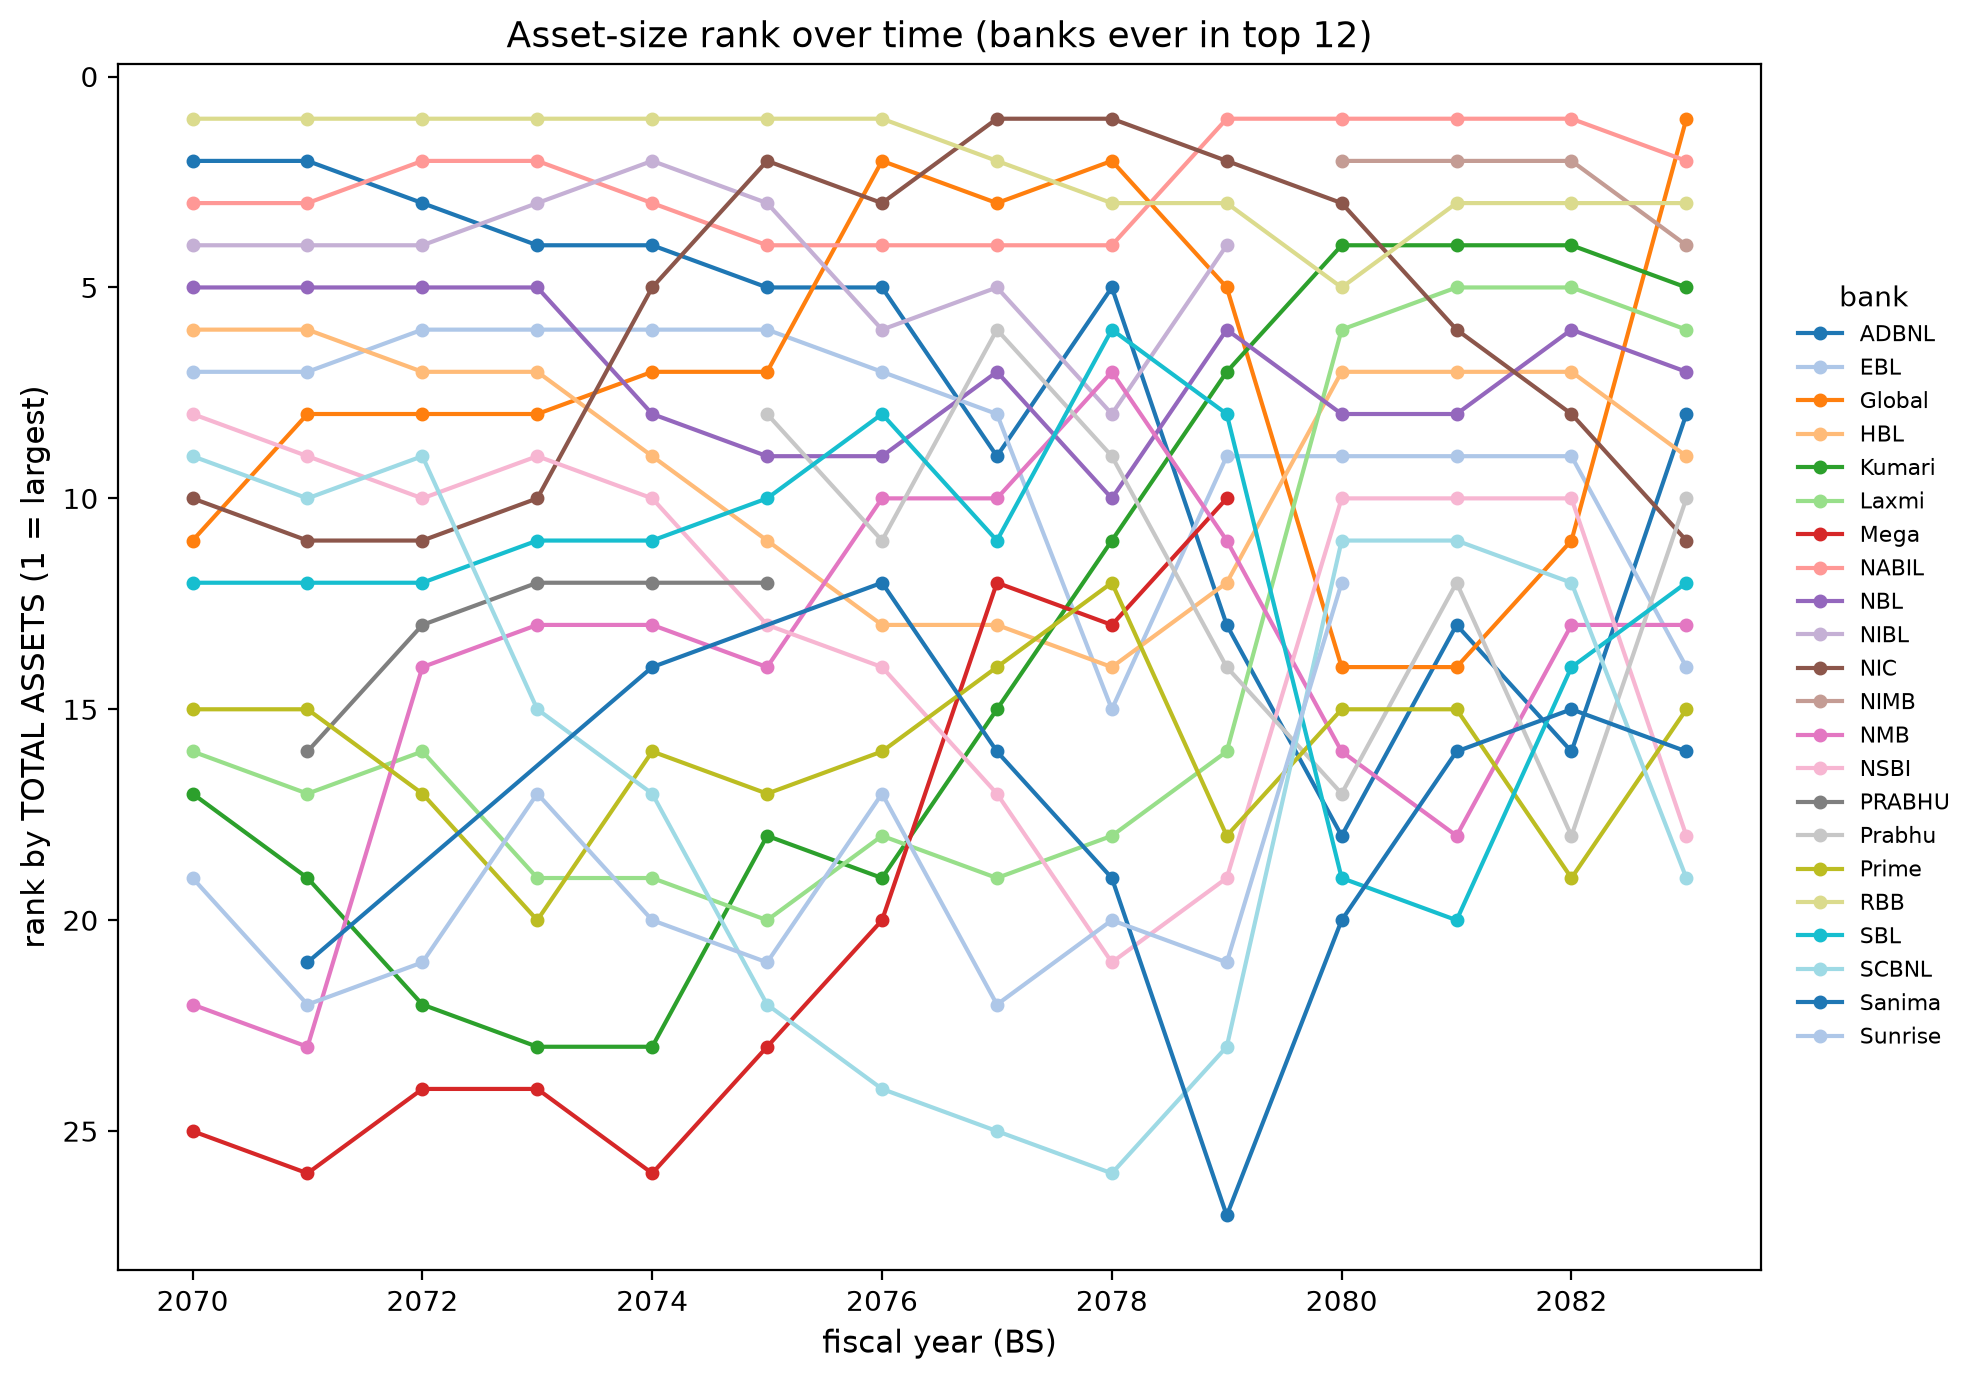 Asset-size rank over time (banks ever in top 12)
rank by TOTAL ASSETS (1 = largest)
0
5
10
15
20
25
2070
2072
2074
2076
2078
2080
2082
fiscal year (BS)
bank
ADBNL
EBL
Global
HBL
Kumari
Laxmi
Mega
NABIL
NBL
NIBL
NIC
NIMB
NMB
NSBI
PRABHU
Prabhu
Prime
RBB
SBL
SCBNL
Sanima
Sunrise